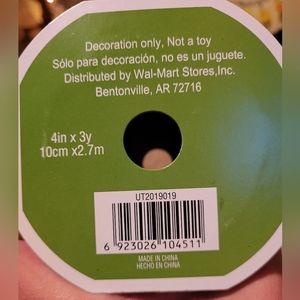 Decoration only, Not a toy
Sólo para decoración, no es un juguete.
Distributed by Wal-Mart Stores,Inc.
Bentonville, AR 72716
4in x 3y
10cm x2.7m
UT2019019
6 923026 104511
MADE IN CHINA
HECHO EN CHINA